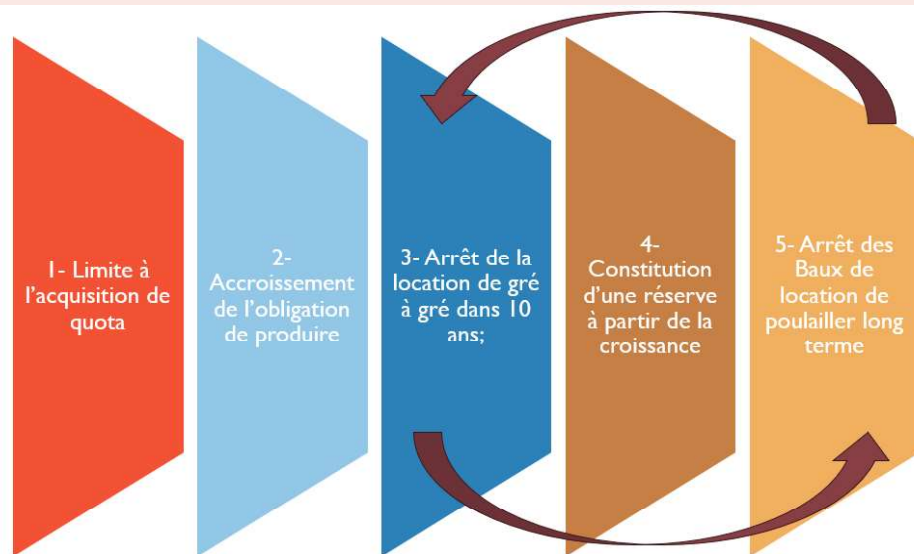 1- Limite à
l'acquisition de
quota
2-
Accroissement
de l'obligation
de produire
3- Arrêt de la
location de gré
à gré dans 10
ans;
4-
Constitution
d'une réserve
à partir de la
croissance
5- Arrêt des
Baux de
location de
poulailler long
terme